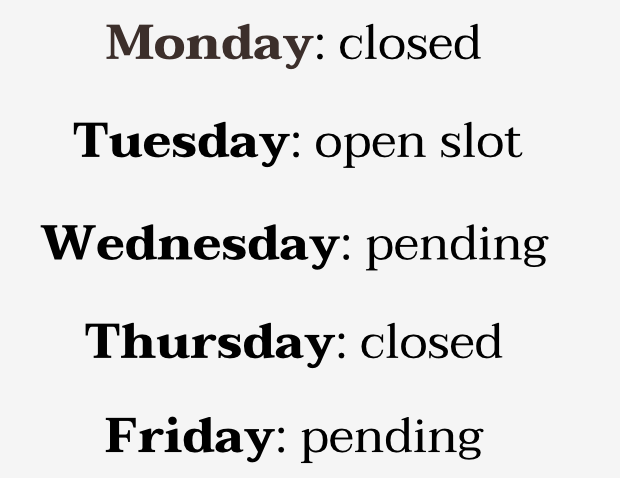 Monday: closed
Tuesday: open slot
Wednesday: pending
Thursday: closed
Friday: pending